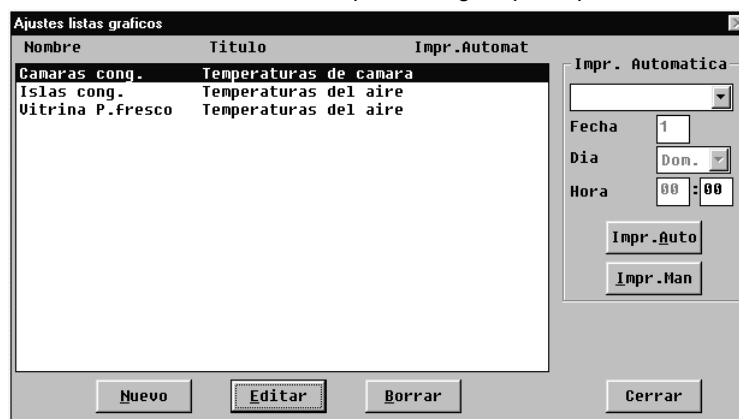 Ajustes listas graficos
Nombre Titulo Impr.Automat
Camaras cong. Temperaturas de camara
Islas cong. Temperaturas del aire
Vitrina P.fresco Temperaturas del aire
Impr. Automatica
Fecha 1
Dia Dom.
Hora 00 : 00
Impr.Auto
Impr.Man
Nuevo Editar Borrar Cerrar